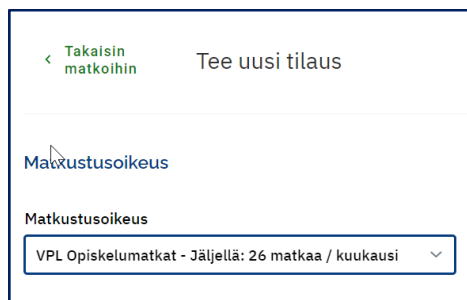 Takaisin
matkoihin
Tee uusi tilaus
Matkustusoikeus
Matkustusoikeus
VPL Opiskelumatkat - Jäljellä: 26 matkaa / kuukausi